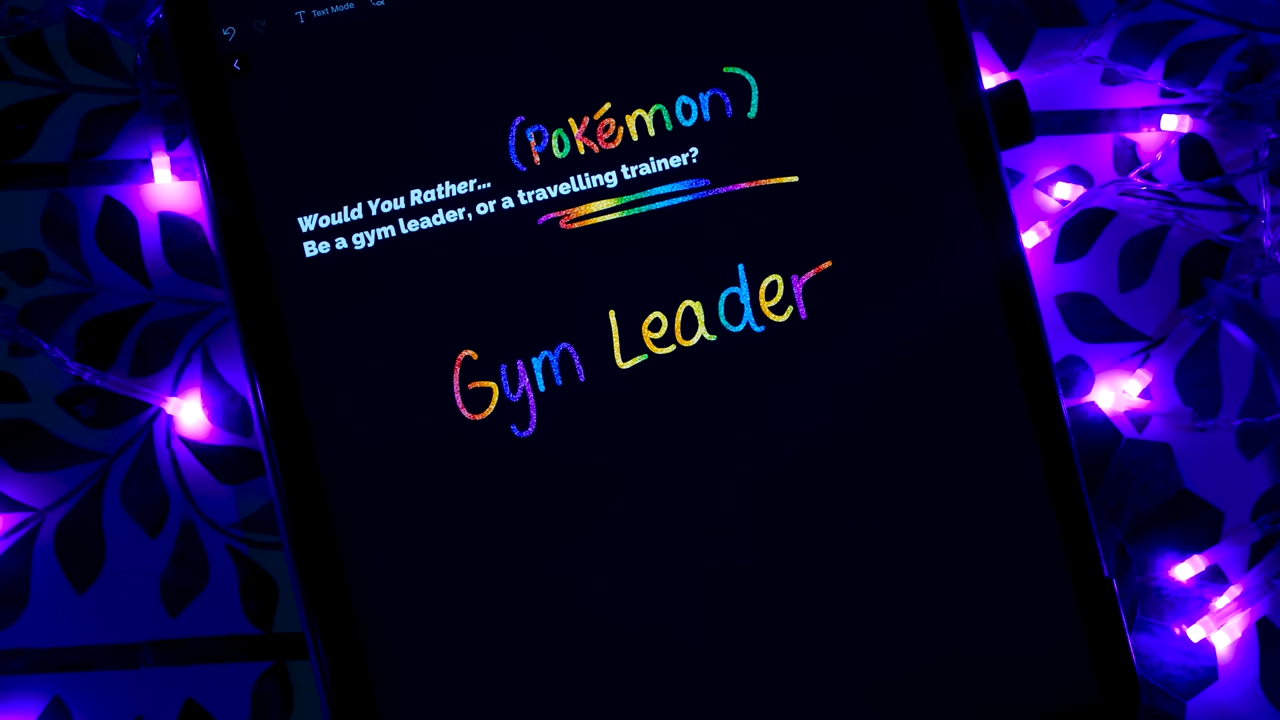 Text Mode
(Pokémon)
Would You Rather...
Be a gym leader, or a travelling trainer?
Gym Leader